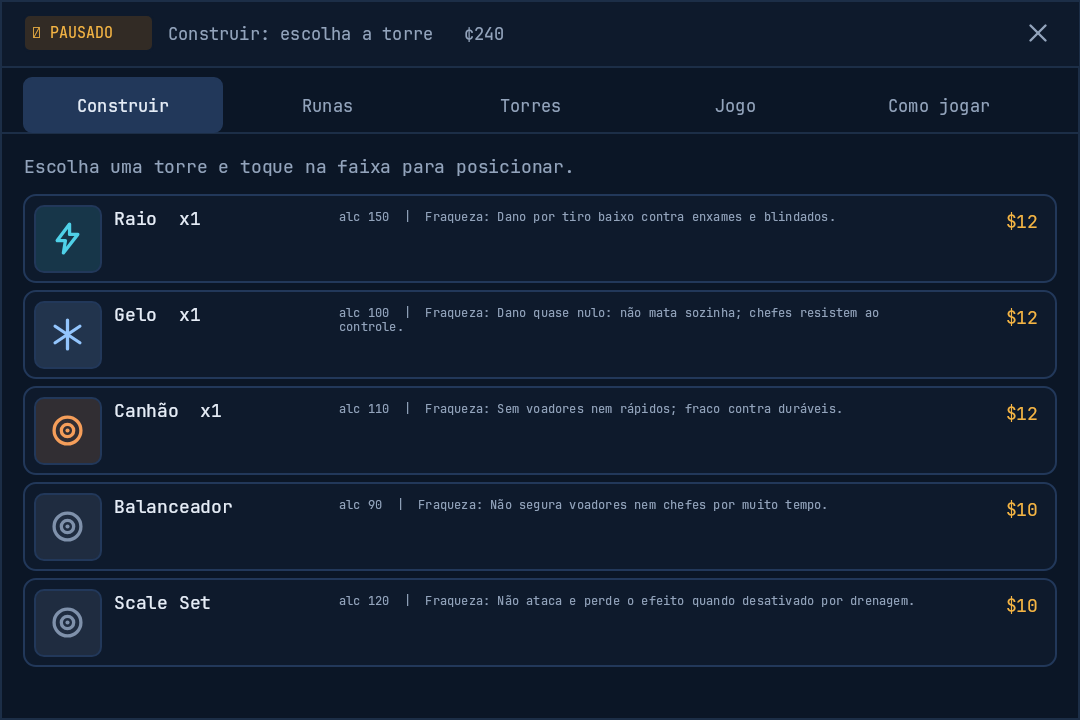 PAUSADO Construir: escolha a torre ¢240
Construir Runas Torres Jogo Como jogar
Escolha uma torre e toque na faixa para posicionar.
Raio x1 alc 150 | Fraqueza: Dano por tiro baixo contra enxames e blindados. $12
Gelo x1 alc 100 | Fraqueza: Dano quase nulo: não mata sozinha; chefes resistem ao $12
controle.
Canhão x1 alc 110 | Fraqueza: Sem voadores nem rápidos; fraco contra duráveis. $12
Balanceador alc 90 | Fraqueza: Não segura voadores nem chefes por muito tempo. $10
Scale Set alc 120 | Fraqueza: Não ataca e perde o efeito quando desativado por drenagem. $10